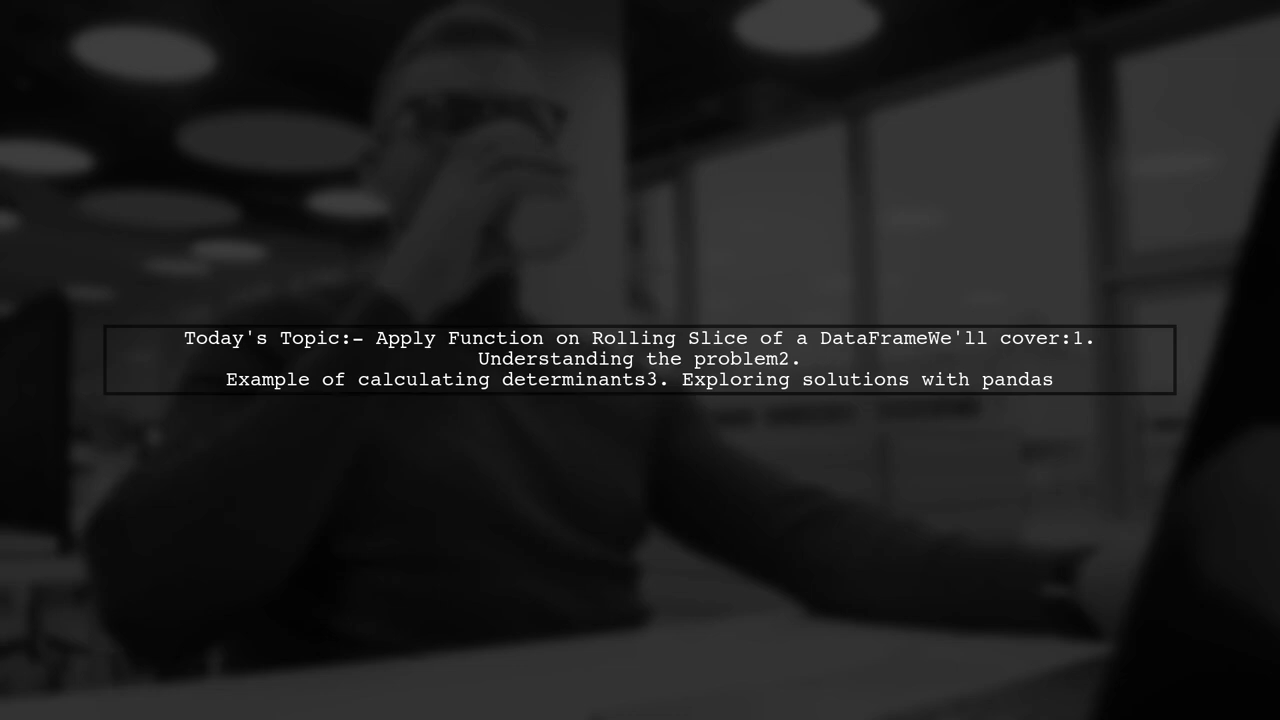 Today's Topic:– Apply Function on Rolling Slice of a DataFrameWe'll cover:1.
Understanding the problem2.
Example of calculating determinants3. Exploring solutions with pandas